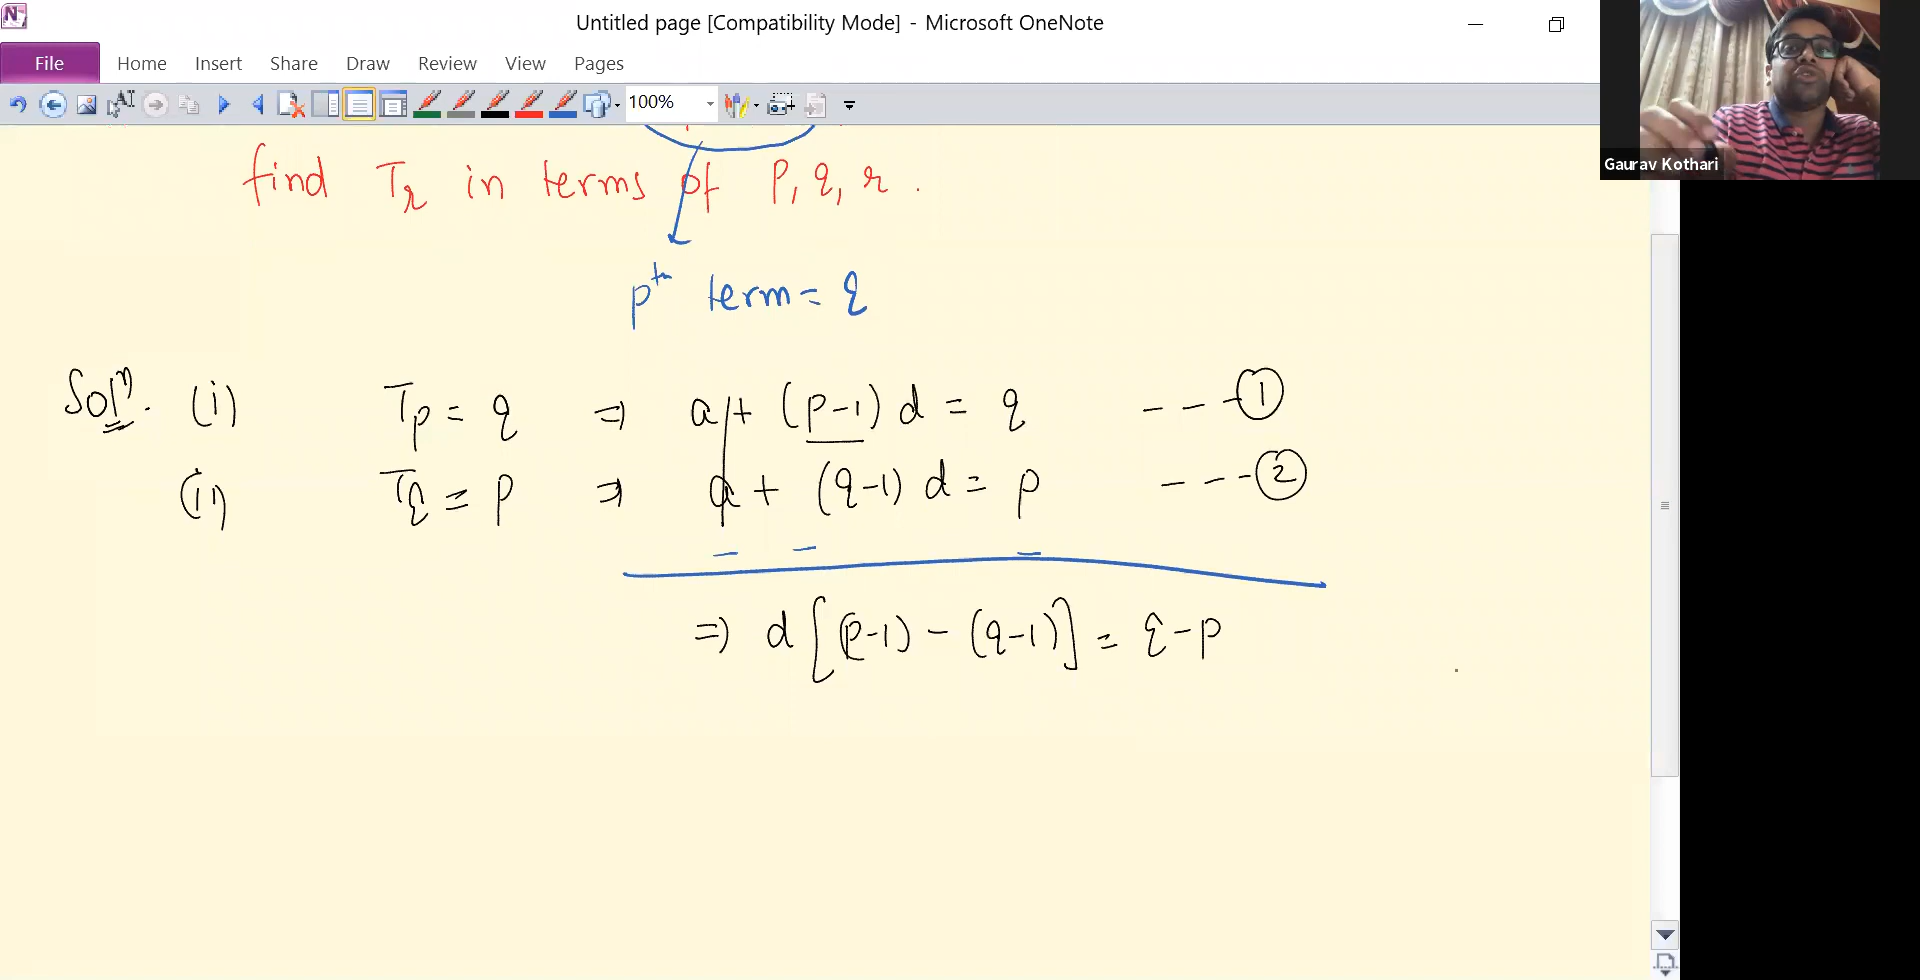 Untitled page [Compatibility Mode] - Microsoft OneNote
File Home Insert Share Draw Review View Pages
100%
Gaurav Kothari
find Tr in terms of P, q, r.
pth term = q
Soln. (i) Tp = q ⇒ a + (p-1) d = q --- ①
(ii) Tq = p ⇒ a + (q-1) d = p --- ②
- - -
⇒ d [(p-1) - (q-1)] = q-p